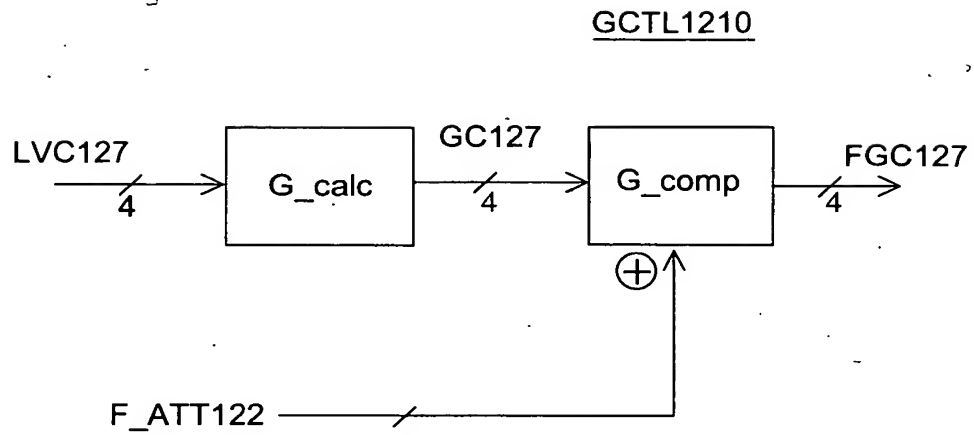 GCTL1210
LVC127
4
G_calc
GC127
4
G_comp
FGC127
4
+
F_ATT122